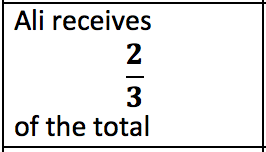 Ali receives
2
3
of the total